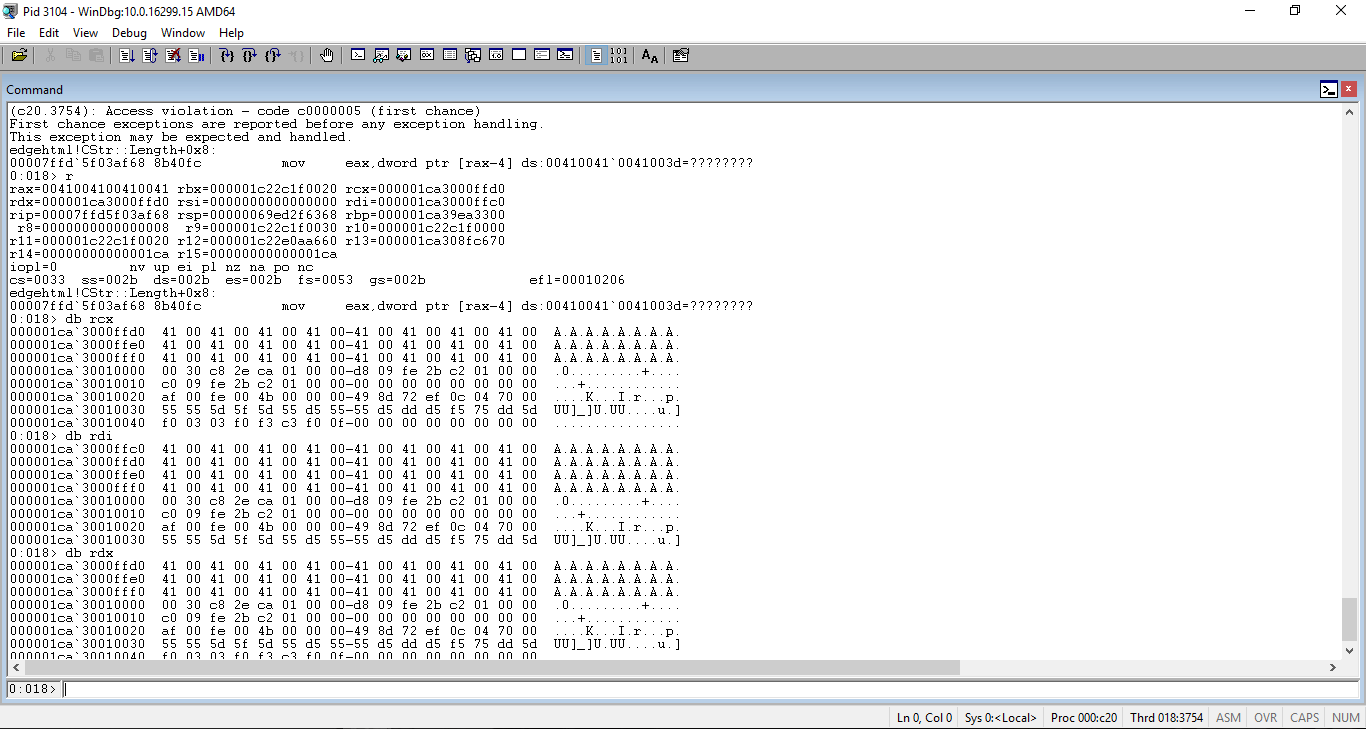 Pid 3104 - WinDbg:10.0.16299.15 AMD64
File Edit View Debug Window Help
Command
(c20.3754): Access violation - code c0000005 (first chance)
First chance exceptions are reported before any exception handling.
This exception may be expected and handled.
edgehtml!CStr::Length+0x8:
00007ffd`5f03af68 8b40fc          mov     eax,dword ptr [rax-4] ds:00410041`0041003d=????????
0:018> r
rax=0041004100410041 rbx=000001c22c1f0020 rcx=000001ca3000ffd0
rdx=000001ca3000ffd0 rsi=0000000000000000 rdi=000001ca3000ffc0
rip=00007ffd5f03af68 rsp=00000069ed2f6368 rbp=000001ca39ea3300
 r8=0000000000000008  r9=000001c22c1f0030 r10=000001c22c1f0000
r11=000001c22c1f0020 r12=000001c22e0aa660 r13=000001ca308fc670
r14=00000000000001ca r15=00000000000001ca
iopl=0         nv up ei pl nz na po nc
cs=0033  ss=002b  ds=002b  es=002b  fs=0053  gs=002b             efl=00010206
edgehtml!CStr::Length+0x8:
00007ffd`5f03af68 8b40fc          mov     eax,dword ptr [rax-4] ds:00410041`0041003d=????????
0:018> db rcx
000001ca`3000ffd0  41 00 41 00 41 00 41 00-41 00 41 00 41 00 41 00  A.A.A.A.A.A.A.A.
000001ca`3000ffe0  41 00 41 00 41 00 41 00-41 00 41 00 41 00 41 00  A.A.A.A.A.A.A.A.
000001ca`3000fff0  41 00 41 00 41 00 41 00-41 00 41 00 41 00 41 00  A.A.A.A.A.A.A.A.
000001ca`30010000  00 30 c8 2e ca 01 00 00-d8 09 fe 2b c2 01 00 00  .0.........+....
000001ca`30010010  c0 09 fe 2b c2 01 00 00-00 00 00 00 00 00 00 00  ...+............
000001ca`30010020  af 00 fe 00 4b 00 00 00-49 8d 72 ef 0c 04 70 00  ....K...I.r...p.
000001ca`30010030  55 55 5d 5f 5d 55 d5 55-55 d5 dd d5 f5 75 dd 5d  UU]_]U.UU....u.]
000001ca`30010040  f0 03 03 f0 f3 c3 f0 0f-00 00 00 00 00 00 00 00  ................
0:018> db rdi
000001ca`3000ffc0  41 00 41 00 41 00 41 00-41 00 41 00 41 00 41 00  A.A.A.A.A.A.A.A.
000001ca`3000ffd0  41 00 41 00 41 00 41 00-41 00 41 00 41 00 41 00  A.A.A.A.A.A.A.A.
000001ca`3000ffe0  41 00 41 00 41 00 41 00-41 00 41 00 41 00 41 00  A.A.A.A.A.A.A.A.
000001ca`3000fff0  41 00 41 00 41 00 41 00-41 00 41 00 41 00 41 00  A.A.A.A.A.A.A.A.
000001ca`30010000  00 30 c8 2e ca 01 00 00-d8 09 fe 2b c2 01 00 00  .0.........+....
000001ca`30010010  c0 09 fe 2b c2 01 00 00-00 00 00 00 00 00 00 00  ...+............
000001ca`30010020  af 00 fe 00 4b 00 00 00-49 8d 72 ef 0c 04 70 00  ....K...I.r...p.
000001ca`30010030  55 55 5d 5f 5d 55 d5 55-55 d5 dd d5 f5 75 dd 5d  UU]_]U.UU....u.]
0:018> db rdx
000001ca`3000ffd0  41 00 41 00 41 00 41 00-41 00 41 00 41 00 41 00  A.A.A.A.A.A.A.A.
000001ca`3000ffe0  41 00 41 00 41 00 41 00-41 00 41 00 41 00 41 00  A.A.A.A.A.A.A.A.
000001ca`3000fff0  41 00 41 00 41 00 41 00-41 00 41 00 41 00 41 00  A.A.A.A.A.A.A.A.
000001ca`30010000  00 30 c8 2e ca 01 00 00-d8 09 fe 2b c2 01 00 00  .0.........+....
000001ca`30010010  c0 09 fe 2b c2 01 00 00-00 00 00 00 00 00 00 00  ...+............
000001ca`30010020  af 00 fe 00 4b 00 00 00-49 8d 72 ef 0c 04 70 00  ....K...I.r...p.
000001ca`30010030  55 55 5d 5f 5d 55 d5 55-55 d5 dd d5 f5 75 dd 5d  UU]_]U.UU....u.]
000001ca`30010040  f0 03 03 f0 f3 c3 f0 0f-00 00 00 00 00 00 00 00
0:018>
Ln 0, Col 0 Sys 0:<Local> Proc 000:c20 Thrd 018:3754 ASM OVR CAPS NUM